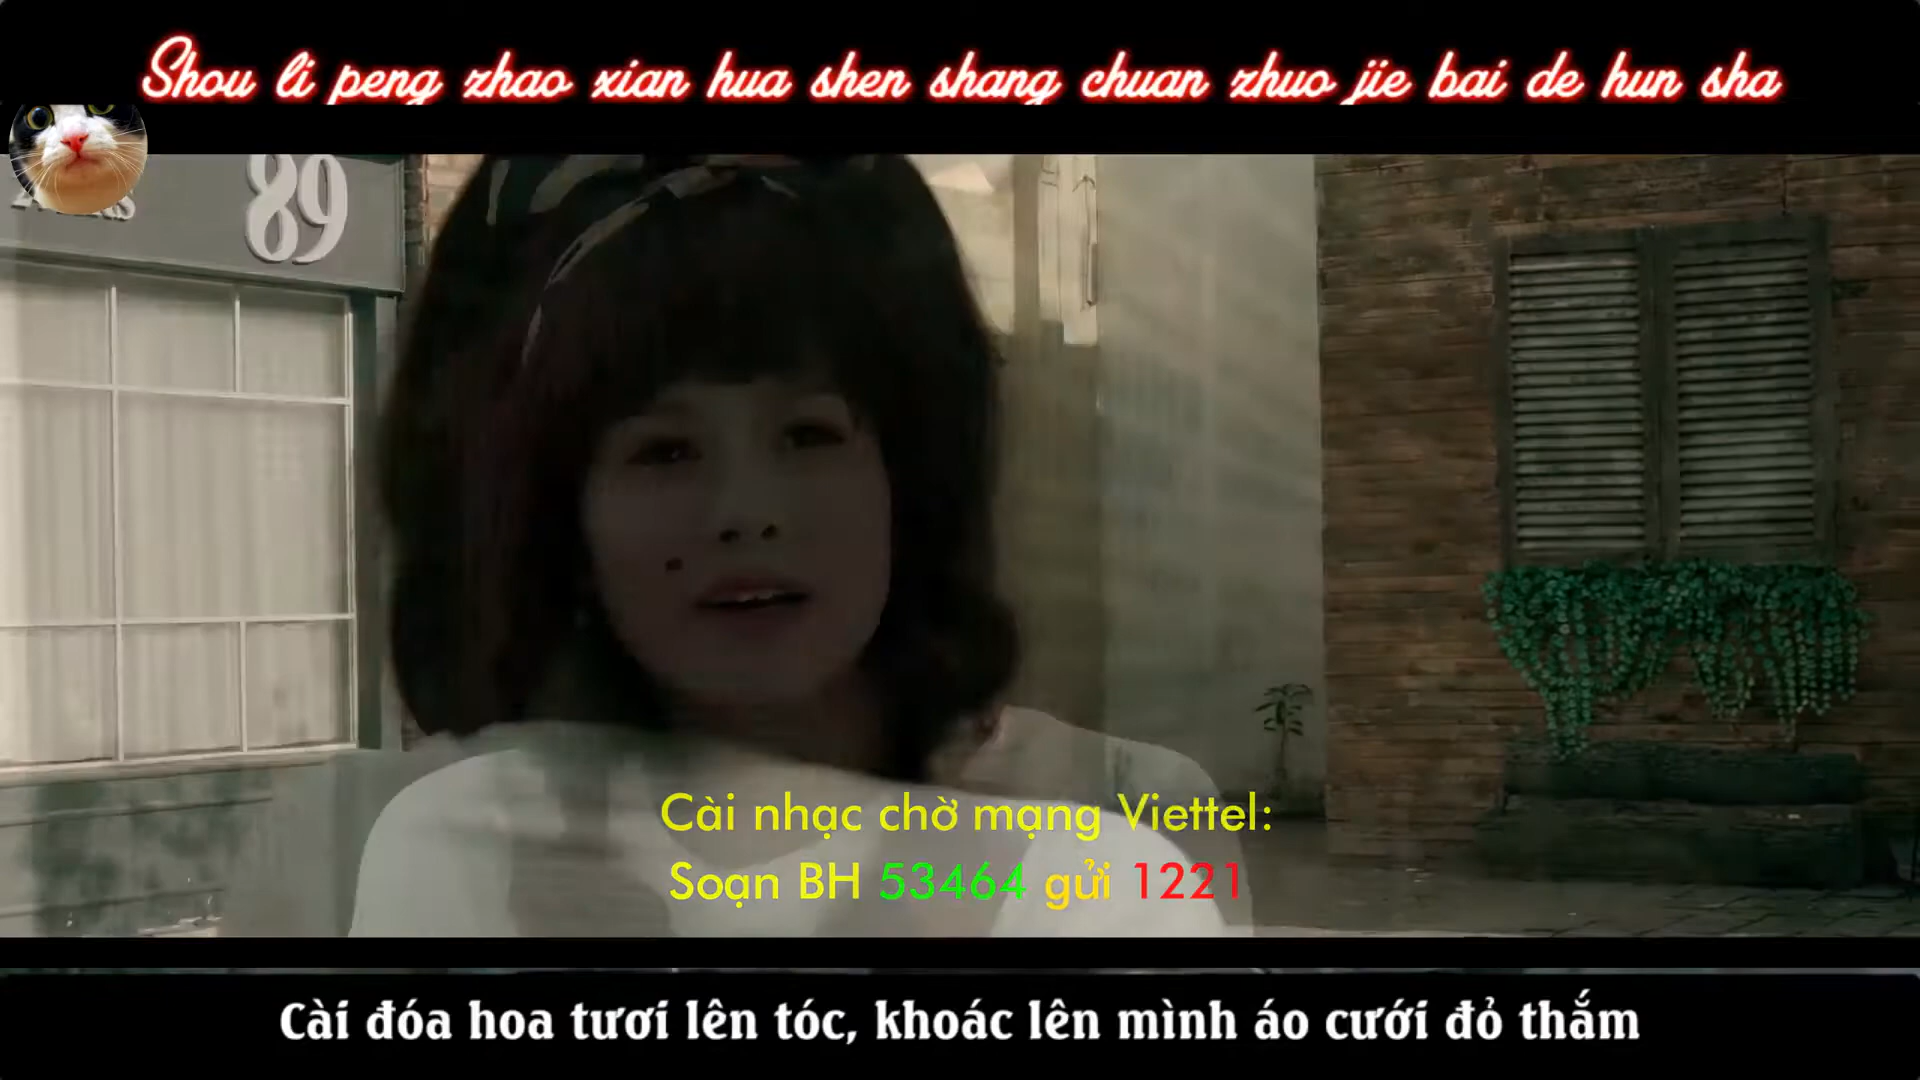 Shou li peng zhao xian hua shen shang chuan zhuo jie bai de hun sha
89
Cài nhạc chờ mạng Viettel:
Soạn BH 53464 gửi 1221
Cài đóa hoa tươi lên tóc, khoác lên mình áo cưới đỏ thắm